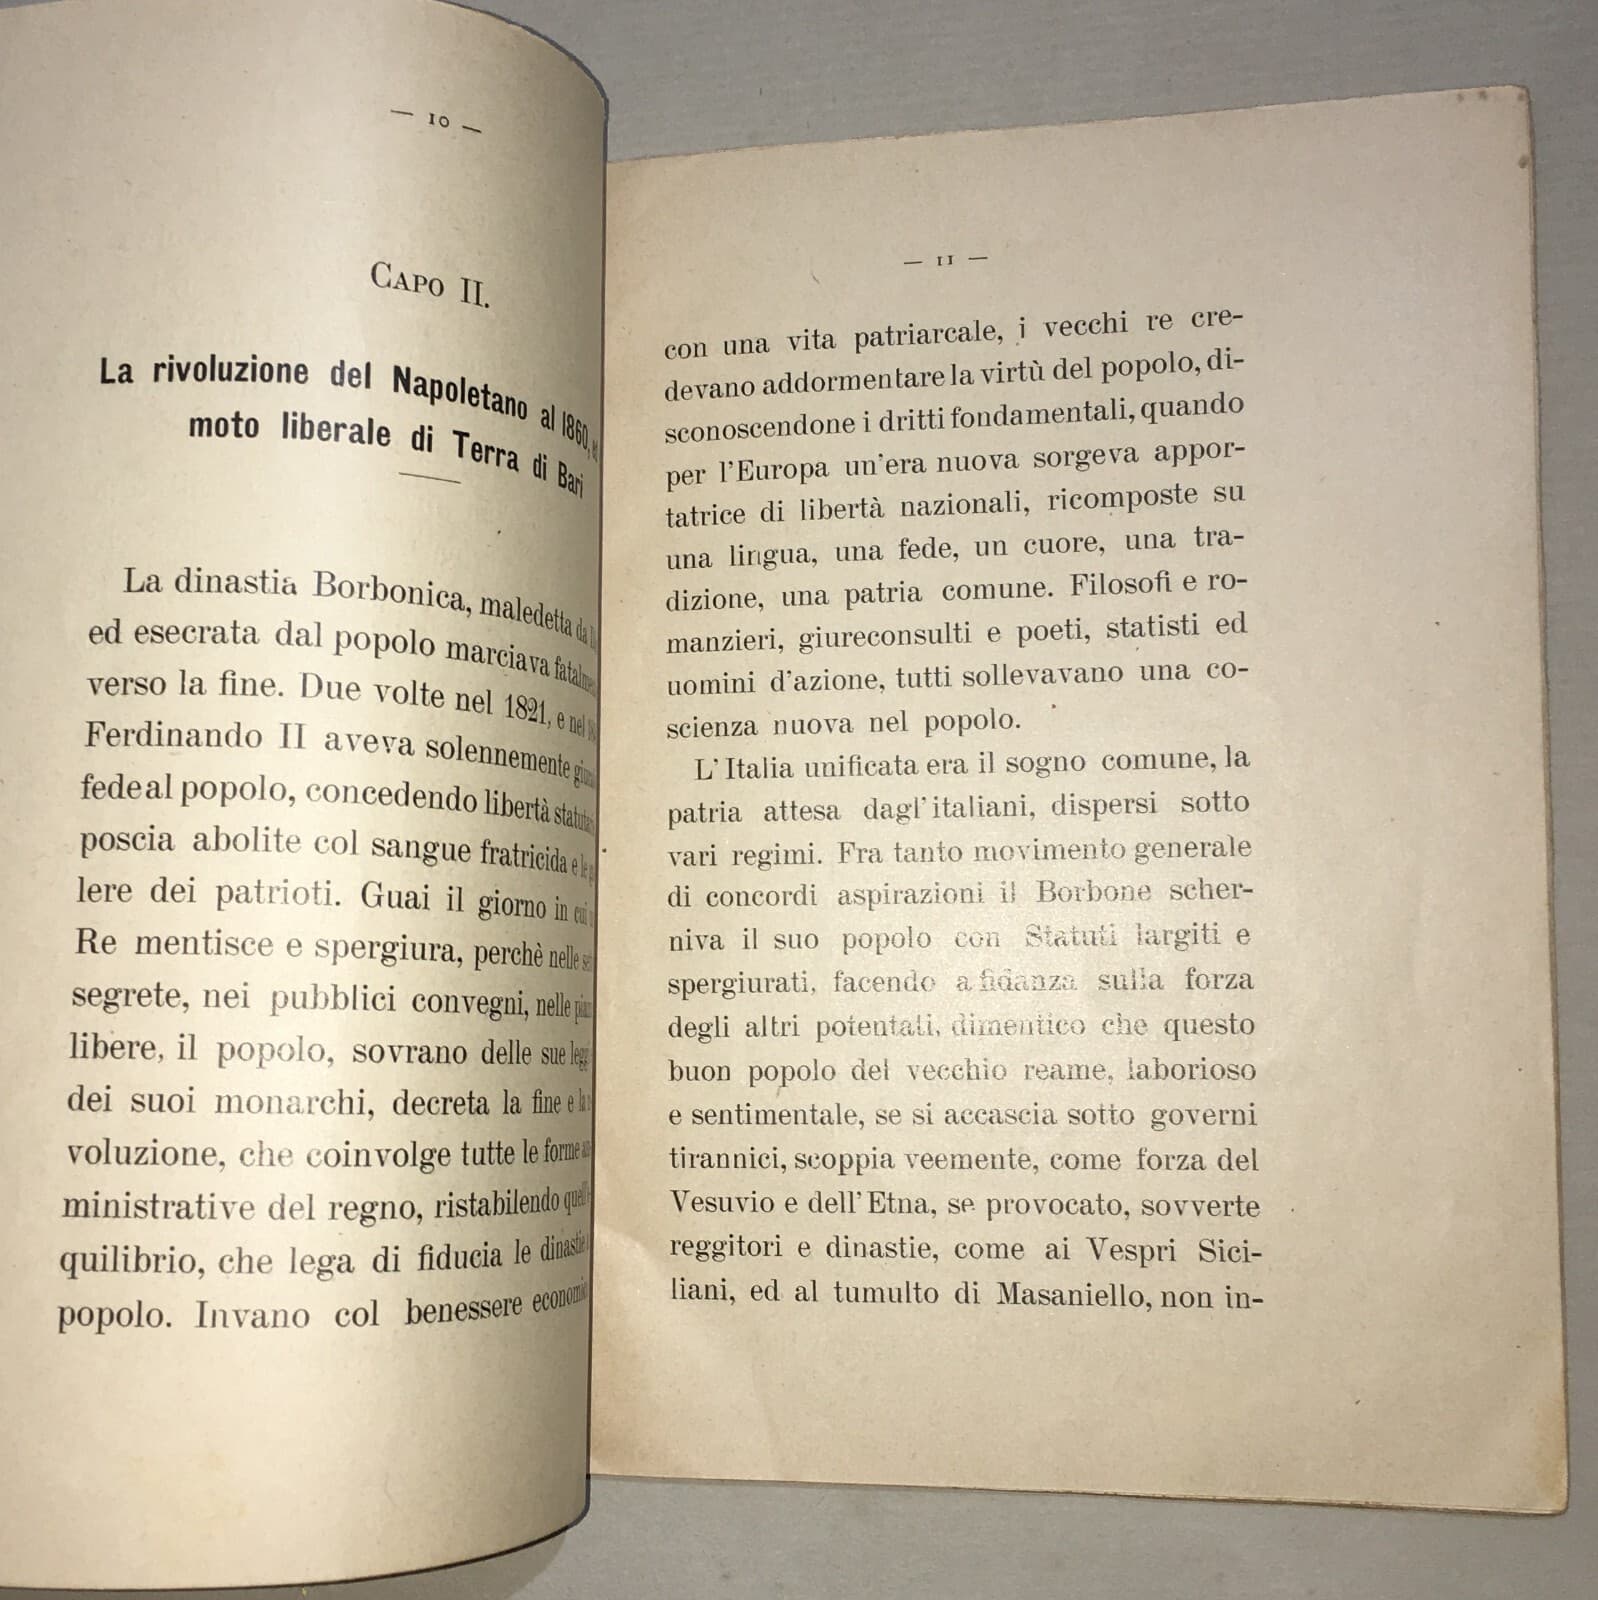 — 10 —
CAPO II.
La rivoluzione del Napoletano al 1860, ed
moto liberale di Terra di Bari
La dinastia Borbonica, maledetta da
ed esecrata dal popolo marciava
verso la fine. Due volte nel 1821, e nel
Ferdinando II aveva solennemente
fede al popolo, concedendo libertà
poscia abolite col sangue fratricida e le
lere dei patrioti. Guai il giorno in cui
Re mentisce e spergiura, perchè nelle
segrete, nei pubblici convegni, nelle
libere, il popolo, sovrano delle sue
dei suoi monarchi, decreta la fine e la
voluzione, che coinvolge tutte le forme
ministrative del regno, ristabilendo
quilibrio, che lega di fiducia le dinastie
popolo. Invano col benessere
— 11 —
con una vita patriarcale, i vecchi re cre-
devano addormentare la virtù del popolo, di-
sconoscendone i dritti fondamentali, quando
per l'Europa un'era nuova sorgeva appor-
tatrice di libertà nazionali, ricomposte su
una lingua, una fede, un cuore, una tra-
dizione, una patria comune. Filosofi e ro-
manzieri, giureconsulti e poeti, statisti ed
uomini d'azione, tutti sollevavano una co-
scienza nuova nel popolo.
L'Italia unificata era il sogno comune, la
patria attesa dagl'italiani, dispersi sotto
vari regimi. Fra tanto movimento generale
di concordi aspirazioni il Borbone scher-
niva il suo popolo con Statuti largiti e
spergiurati, facendo a fidanza sulla forza
degli altri potentati, dimentico che questo
buon popolo del vecchio reame, laborioso
e sentimentale, se si accascia sotto governi
tirannici, scoppia veemente, come forza del
Vesuvio e dell'Etna, se provocato, sovverte
reggitori e dinastie, come ai Vespri Sici-
liani, ed al tumulto di Masaniello, non in-